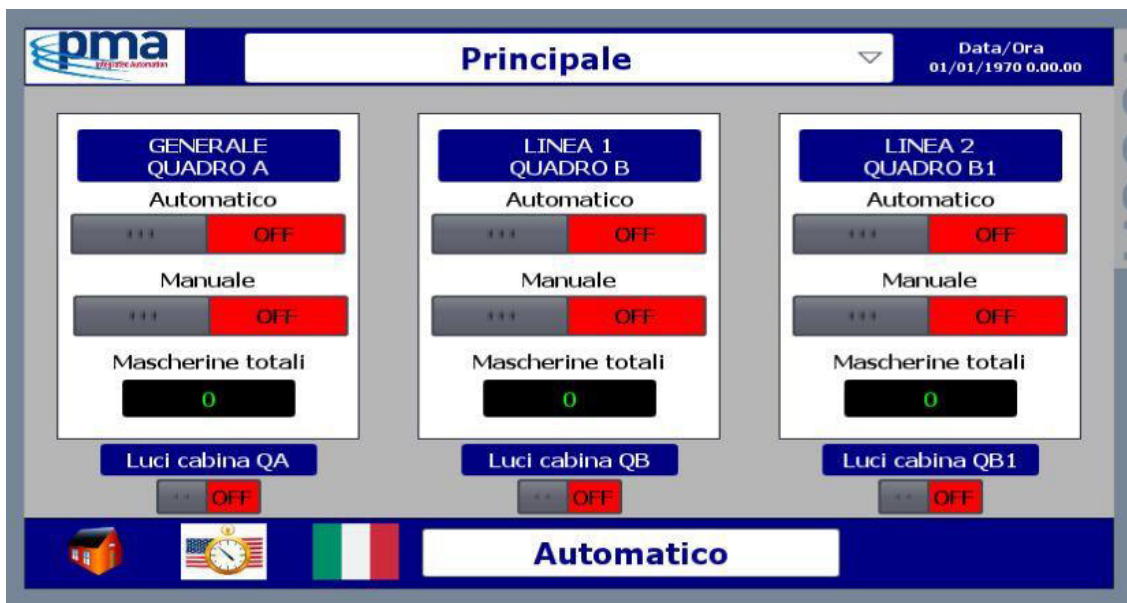 pma
Integrated Automation
Principale
Data/Ora
01/01/1970 0.00.00
GENERALE
QUADRO A
Automatico
OFF
Manuale
OFF
Mascherine totali
0
Luci cabina QA
OFF
LINEA 1
QUADRO B
Automatico
OFF
Manuale
OFF
Mascherine totali
0
Luci cabina QB
OFF
LINEA 2
QUADRO B1
Automatico
OFF
Manuale
OFF
Mascherine totali
0
Luci cabina QB1
OFF
Automatico